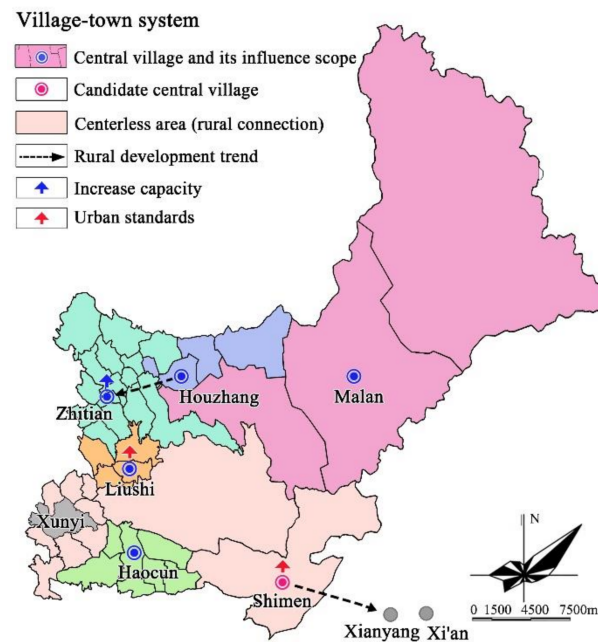 Village-town system
Central village and its influence scope
Candidate central village
Centerless area (rural connection)
Rural development trend
Increase capacity
Urban standards
Houzhang
Malan
Zhitian
Liushi
Xunyi
Haocun
Shimen
N
0 1500 4500 7500m
Xianyang Xi'an